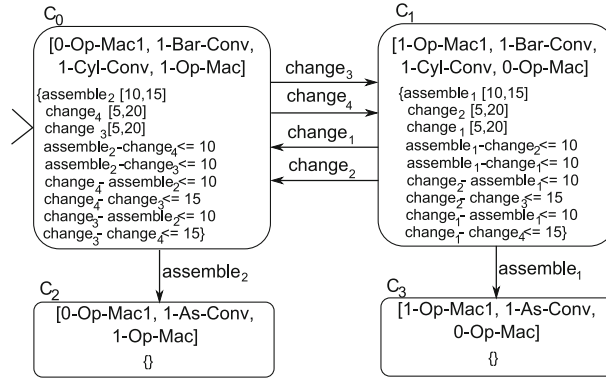 C0
[0-Op-Mac1, 1-Bar-Conv,
1-Cyl-Conv, 1-Op-Mac]
{assemble2 [10,15]
change4 [5,20]
change3[5,20]
assemble2-change4<= 10
assemble2-change3<= 10
change4- assemble2<= 10
change4- change3<= 15
change3- assemble2<= 10
change3- change4<= 15}
change3
change4
change1
change2
C1
[1-Op-Mac1, 1-Bar-Conv,
1-Cyl-Conv, 0-Op-Mac]
{assemble1 [10,15]
change2 [5,20]
change1 [5,20]
assemble1-change2<= 10
assemble1-change1<= 10
change2- assemble1<= 10
change2- change3<= 15
change1- assemble1<= 10
change1- change4<= 15}
assemble2
assemble1
C2
[0-Op-Mac1, 1-As-Conv,
1-Op-Mac]
{}
C3
[1-Op-Mac1, 1-As-Conv,
0-Op-Mac]
{}